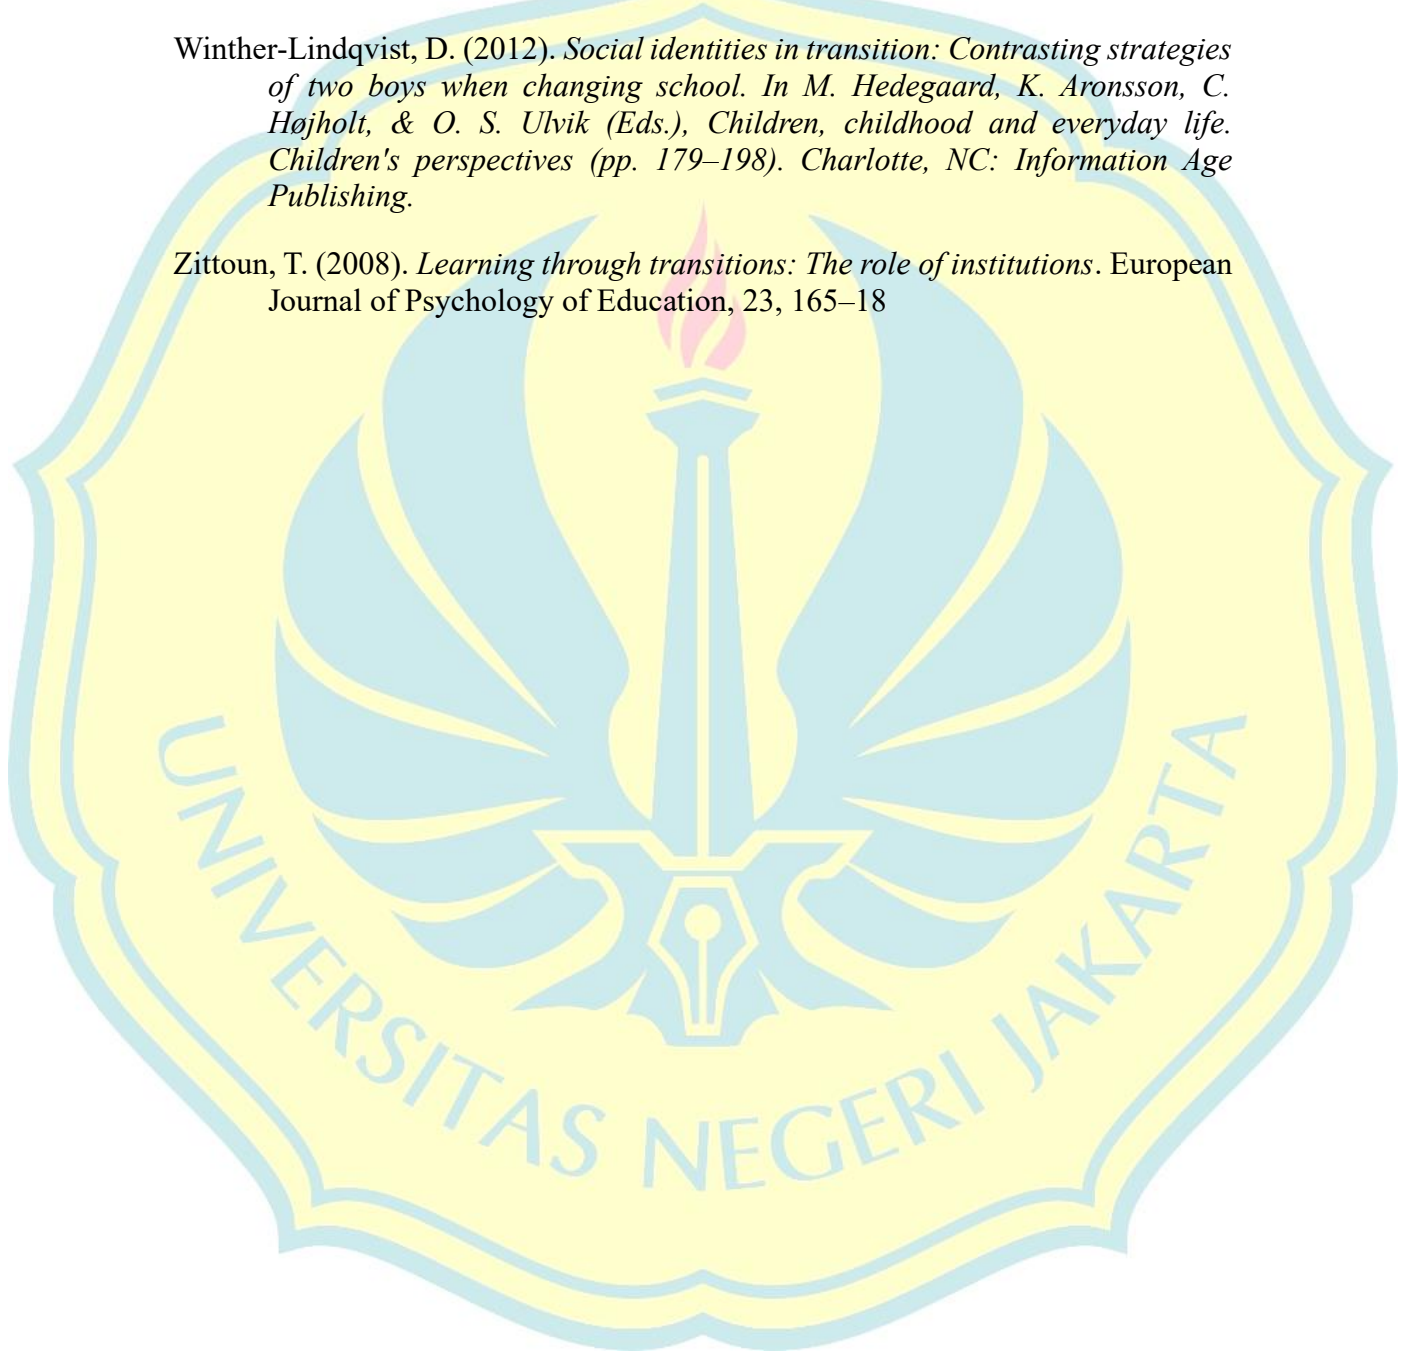 Winther-Lindqvist, D. (2012). Social identities in transition: Contrasting strategies
of two boys when changing school. In M. Hedegaard, K. Aronsson, C.
Højholt, & O. S. Ulvik (Eds.), Children, childhood and everyday life.
Children's perspectives (pp. 179–198). Charlotte, NC: Information Age
Publishing.
Zittoun, T. (2008). Learning through transitions: The role of institutions. European
Journal of Psychology of Education, 23, 165–18
UNIVERSITAS NEGERI JAKARTA